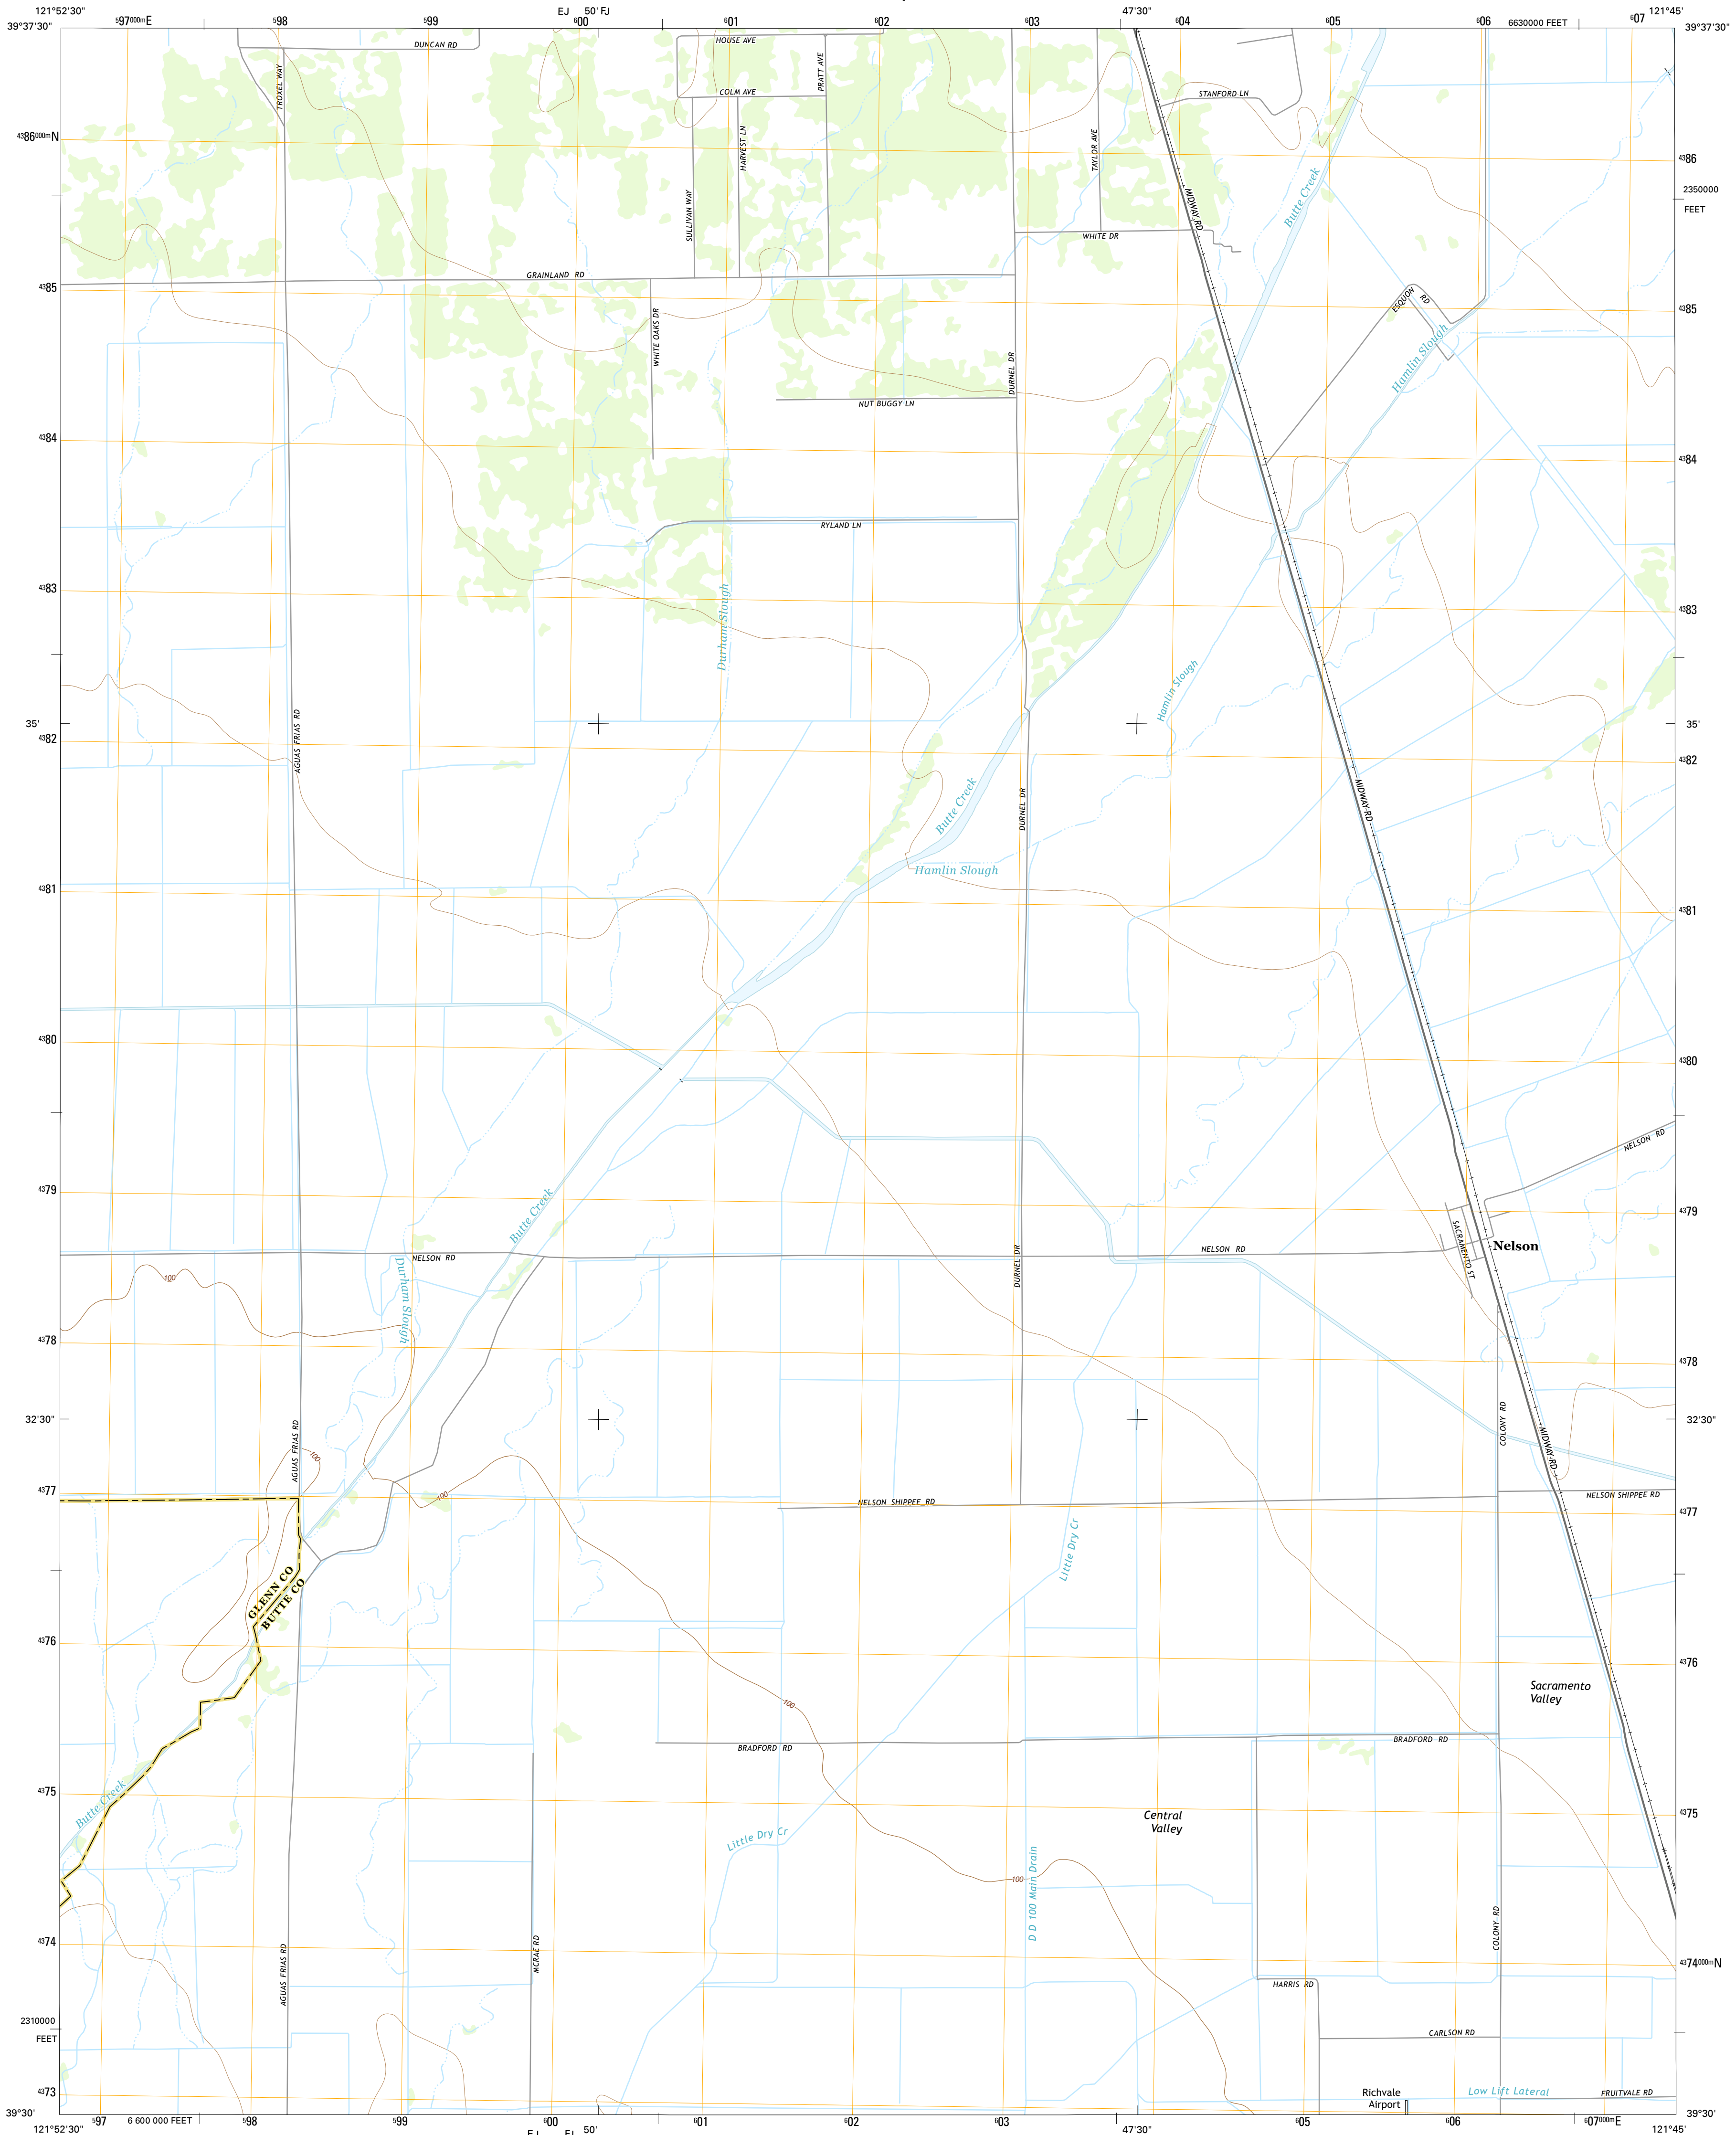 121°52'30"
⁵97⁰⁰⁰ᵐE
⁵98
⁵99
EJ
50'
FJ
⁶00
⁶01
⁶02
⁶03
47'30"
⁶04
⁶05
⁶06
6630000 FEET
⁶07
121°45'
39°37'30"
39°37'30"
DUNCAN RD
HOUSE AVE
TROXEL WAY
PRATT AVE
COLM AVE
STANFORD LN
⁴³86⁰⁰⁰ᵐN
HARVEST LN
TAYLOR AVE
⁴³86
2350000
FEET
SULLIVAN WAY
MIDWAY RD
Butte Creek
WHITE DR
GRAINLAND RD
⁴³85
⁴³85
ESQUON RD
WHITE OAKS DR
Hamlin Slough
DURNEL DR
NUT BUGGY LN
⁴³84
⁴³84
RYLAND LN
⁴³83
⁴³83
Durham Slough
Hamlin Slough
35'
35'
AGUAS FRIAS RD
⁴³82
⁴³82
Butte Creek
DURNEL DR
MIDWAY RD
Hamlin Slough
⁴³81
⁴³81
⁴³80
⁴³80
NELSON RD
⁴³79
⁴³79
Butte Creek
SACRAMENTO ST
Nelson
NELSON RD
NELSON RD
DURNEL DR
Durham Slough
100
⁴³78
⁴³78
32'30"
32'30"
AGUAS FRIAS RD
COLONY RD
MIDWAY RD
100
⁴³77
100
NELSON SHIPPEE RD
NELSON SHIPPEE RD
⁴³77
Little Dry Cr
GLENN CO
BUTTE CO
⁴³76
⁴³76
Sacramento
Valley
100
BRADFORD RD
BRADFORD RD
⁴³75
⁴³75
Butte Creek
Central
Valley
Little Dry Cr
100
D D 100 Main Drain
COLONY RD
⁴³74
⁴³74⁰⁰⁰ᵐN
MCRAE RD
AGUAS FRIAS RD
HARRIS RD
2310000
FEET
CARLSON RD
⁴³73
Richvale
Airport
Low Lift Lateral
FRUITVALE RD
39°30'
39°30'
⁵97
6 600 000 FEET
⁵98
⁵99
⁶00
⁶01
⁶02
⁶03
⁶05
⁶06
⁶07⁰⁰⁰ᵐE
121°52'30"
50'
47'30"
121°45'